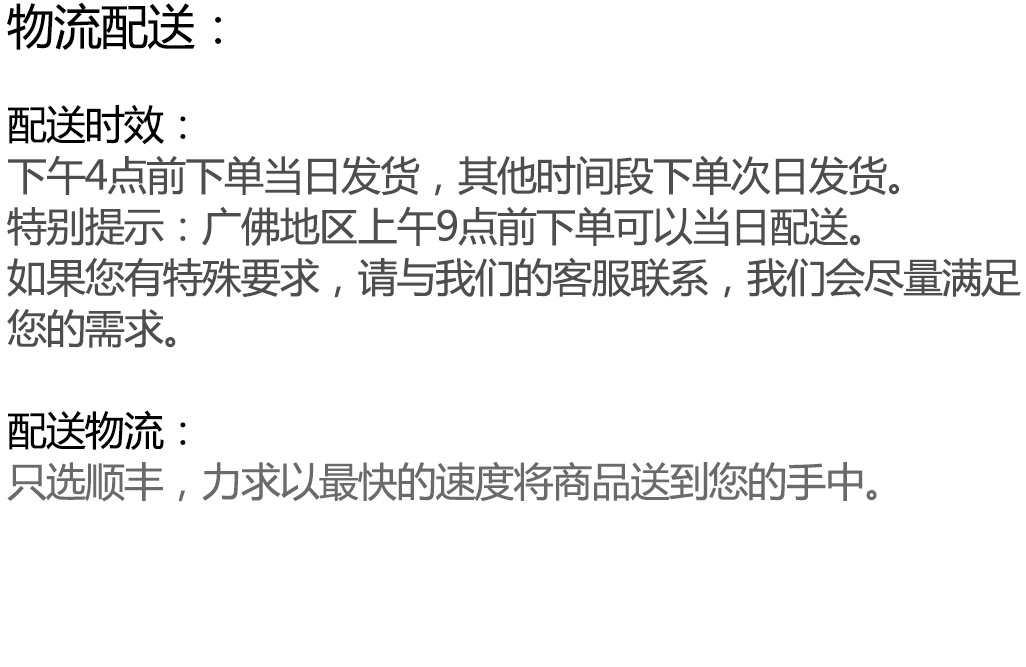 物流配送：
配送时效：
下午4点前下单当日发货，其他时间段下单次日发货。
特别提示：广佛地区上午9点前下单可以当日配送。
如果您有特殊要求，请与我们的客服联系，我们会尽量满足
您的需求。
配送物流：
只选顺丰，力求以最快的速度将商品送到您的手中。